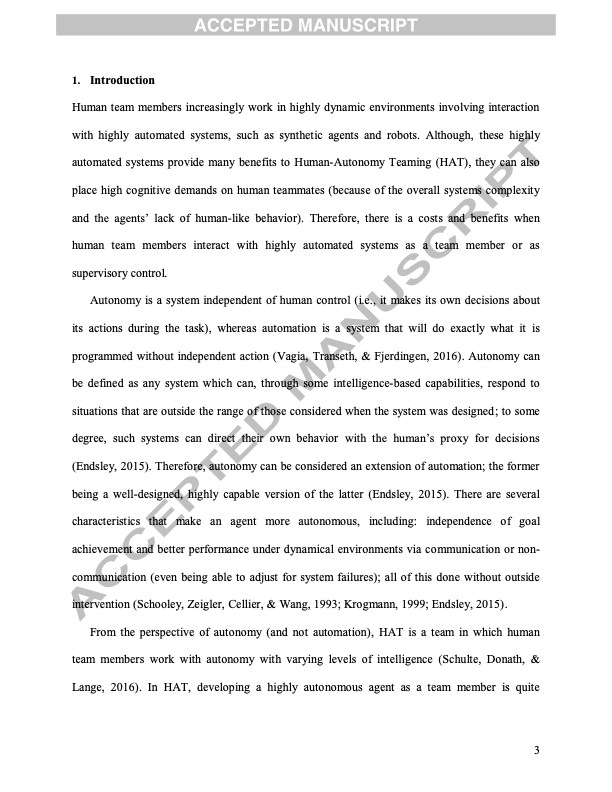 ACCEPTED MANUSCRIPT
1. Introduction
Human team members increasingly work in highly dynamic environments involving interaction
with highly automated systems, such as synthetic agents and robots. Although, these highly
automated systems provide many benefits to Human-Autonomy Teaming (HAT), they can also
place high cognitive demands on human teammates (because of the overall systems complexity
and the agents’ lack of human-like behavior). Therefore, there is a costs and benefits when
human team members interact with highly automated systems as a team member or as
supervisory control.
Autonomy is a system independent of human control (i.e., it makes its own decisions about
its actions during the task), whereas automation is a system that will do exactly what it is
programmed without independent action (Vagia, Transeth, & Fjerdingen, 2016). Autonomy can
be defined as any system which can, through some intelligence-based capabilities, respond to
situations that are outside the range of those considered when the system was designed; to some
degree, such systems can direct their own behavior with the human’s proxy for decisions
(Endsley, 2015). Therefore, autonomy can be considered an extension of automation; the former
being a well-designed, highly capable version of the latter (Endsley, 2015). There are several
characteristics that make an agent more autonomous, including: independence of goal
achievement and better performance under dynamical environments via communication or non-
communication (even being able to adjust for system failures); all of this done without outside
intervention (Schooley, Zeigler, Cellier, & Wang, 1993; Krogmann, 1999; Endsley, 2015).
From the perspective of autonomy (and not automation), HAT is a team in which human
team members work with autonomy with varying levels of intelligence (Schulte, Donath, &
Lange, 2016). In HAT, developing a highly autonomous agent as a team member is quite
3
ACCEPTED MANUSCRIPT